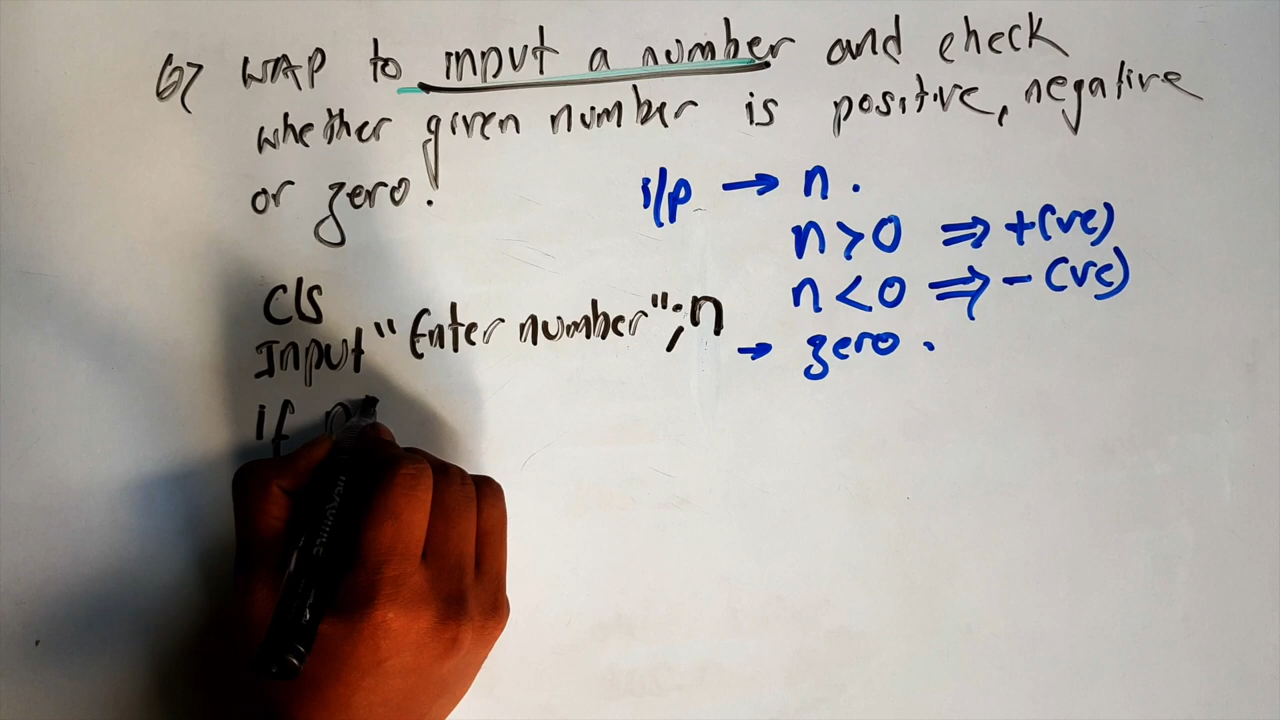 6) WAP to input a number and check
whether given number is positive, negative
or zero!
i/p → n.
n>0 ⇒ +(ve)
n<0 ⇒ -(ve)
→ zero.
Cls
Input "Enter number";n
if n